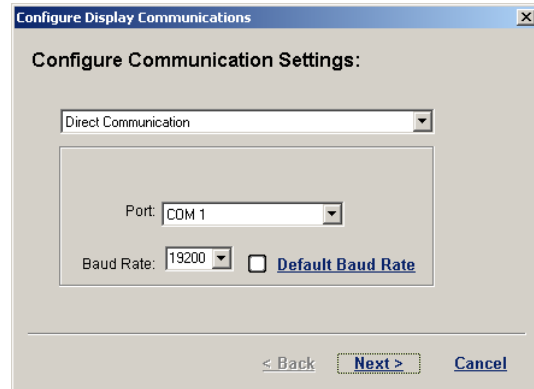 Configure Display Communications
Configure Communication Settings:
Direct Communication
Port: COM 1
Baud Rate: 19200 Default Baud Rate
< Back Next > Cancel